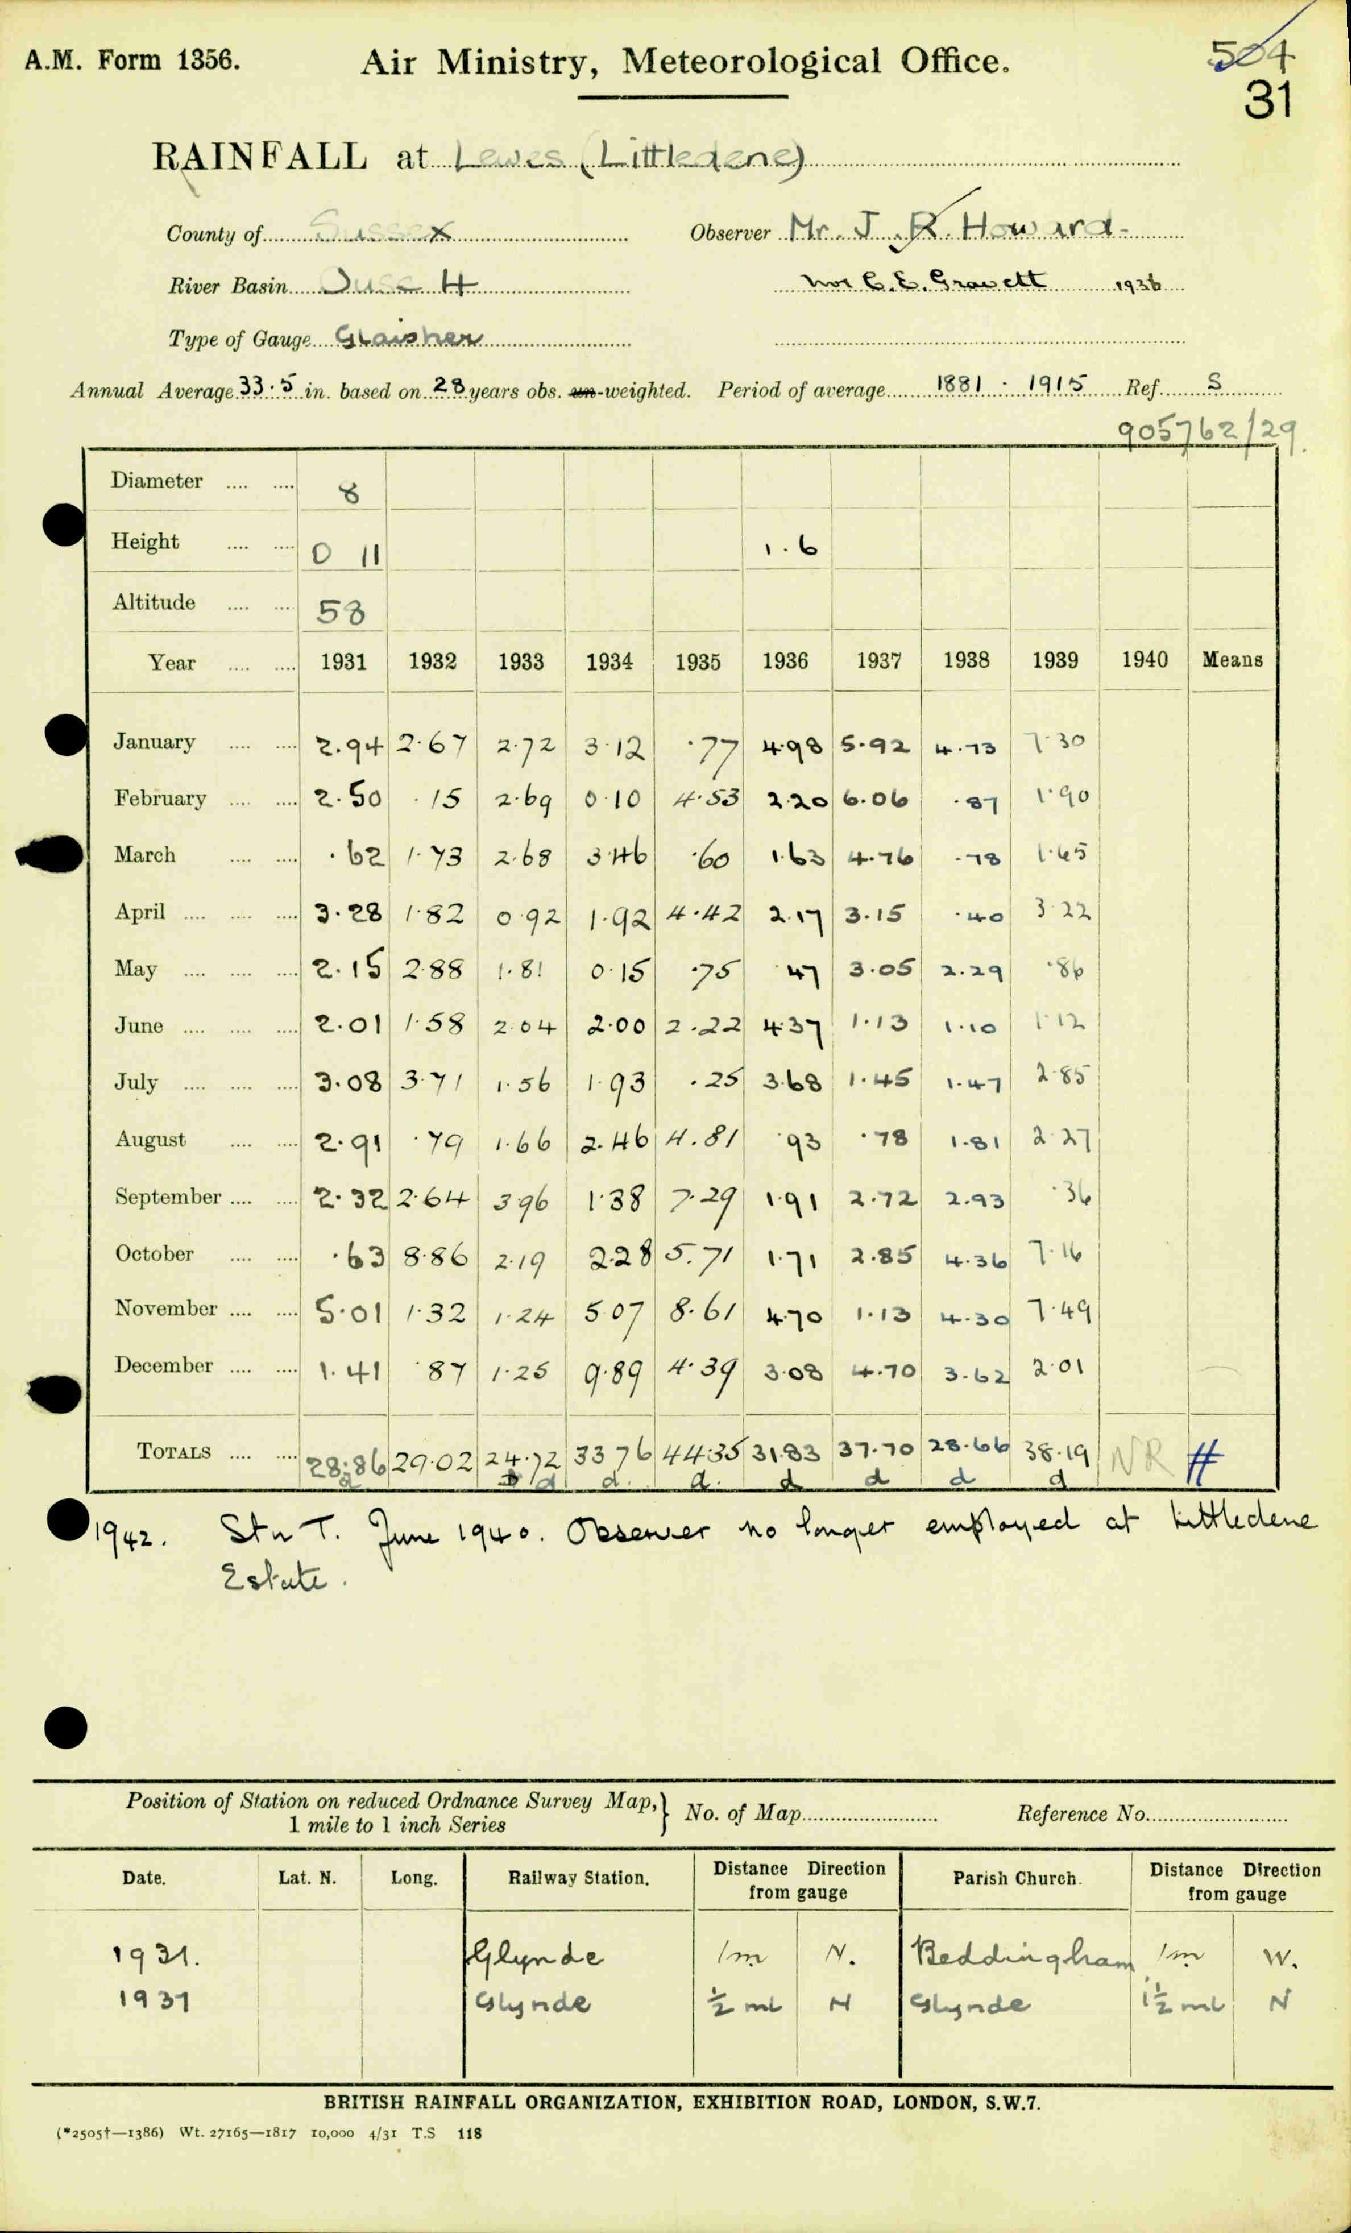 A.M. Form 1356. Air Ministry, Meteorological Office. 504
31
RAINFALL at Lewes (Littledene)
County of Sussex Observer Mr. J. R. Howard.
River Basin Ouse H Mr C. E. Gravett 1936
Type of Gauge Glaisher
Annual Average 33.5 in. based on 28 years obs. un-weighted. Period of average 1881 - 1915 Ref. S
905762/29.
Diameter .... .... 8
Height .... .... 0 11 1.6
Altitude .... .... 58
Year .... .... 1931 1932 1933 1934 1935 1936 1937 1938 1939 1940 Means
January .... .... 2.94 2.67 2.72 3.12 .77 4.98 5.92 4.73 7.30
February .... .... 2.50 .15 2.69 0.10 4.53 2.20 6.06 .87 1.90
March .... .... .62 1.73 2.68 3.46 .60 1.63 4.76 .78 1.65
April .... .... .... 3.28 1.82 0.92 1.92 4.42 2.17 3.15 .40 3.22
May .... .... .... 2.15 2.88 1.81 0.15 .75 .47 3.05 2.29 .86
June .... .... .... 2.01 1.58 2.04 2.00 2.22 4.37 1.13 1.10 1.12
July .... .... .... 3.08 3.71 1.56 1.93 .25 3.68 1.45 1.47 2.85
August .... .... 2.91 .79 1.66 2.46 4.81 .93 .78 1.81 2.27
September .... .... 2.32 2.64 3.96 1.38 7.29 1.91 2.72 2.93 .36
October .... .... .63 8.86 2.19 2.28 5.71 1.71 2.85 4.36 7.16
November .... .... 5.01 1.32 1.24 5.07 8.61 4.70 1.13 4.30 7.49
December .... .... 1.41 .87 1.25 9.89 4.39 3.08 4.70 3.62 2.01
TOTALS .... .... 28.86 29.02 24.72 33.76 44.35 31.83 37.70 28.66 38.19 NR #
d d d d. d d d d
1942. Stn T. June 1940. Observer no longer employed at Littledene
Estate.
Position of Station on reduced Ordnance Survey Map,} No. of Map Reference No.
1 mile to 1 inch Series
Date. Lat. N. Long. Railway Station. Distance Direction Parish Church. Distance Direction
from gauge from gauge
1931. Glynde 1m N. Beddingham 1m W.
1937 Glynde ½ ml N Glynde 1½ ml N
BRITISH RAINFALL ORGANIZATION, EXHIBITION ROAD, LONDON, S.W.7.
(*2505†—1386) Wt. 27165—1817 10,000 4/31 T.S 118